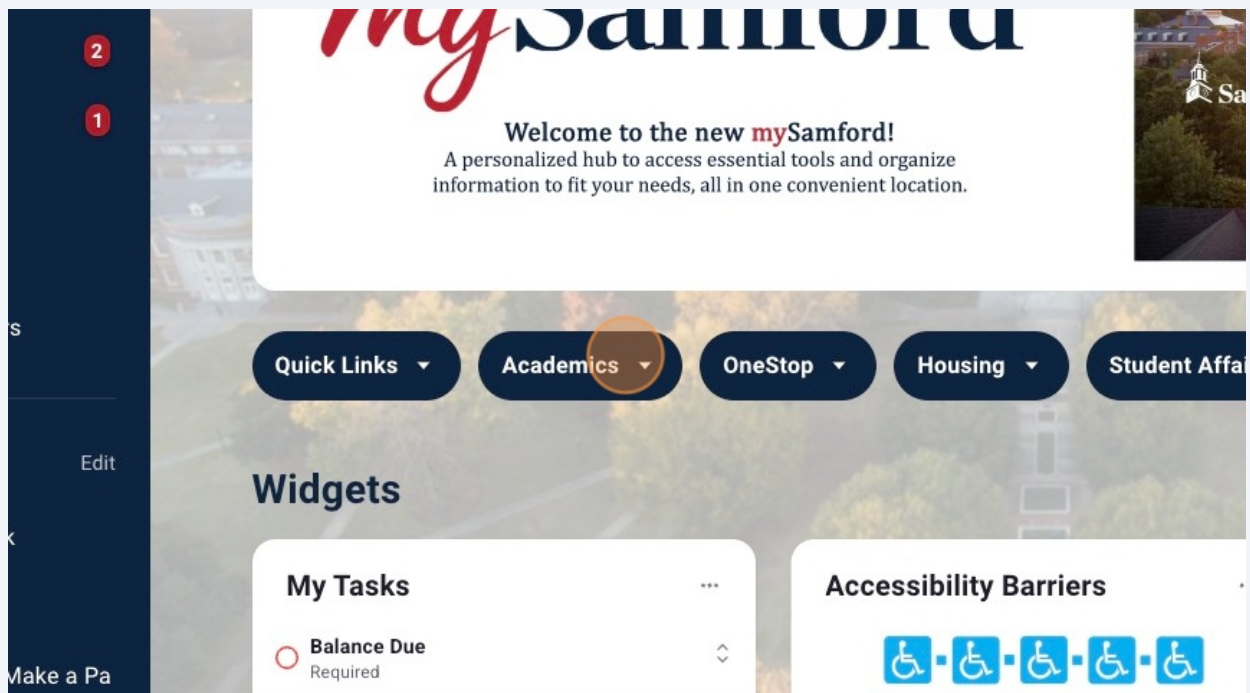 2
1
's
Edit
k
Make a Pa
mySamford
Welcome to the new mySamford!
A personalized hub to access essential tools and organize
information to fit your needs, all in one convenient location.
Sa
Quick Links
Academics
OneStop
Housing
Student Affai
Widgets
My Tasks
Balance Due
Required
Accessibility Barriers